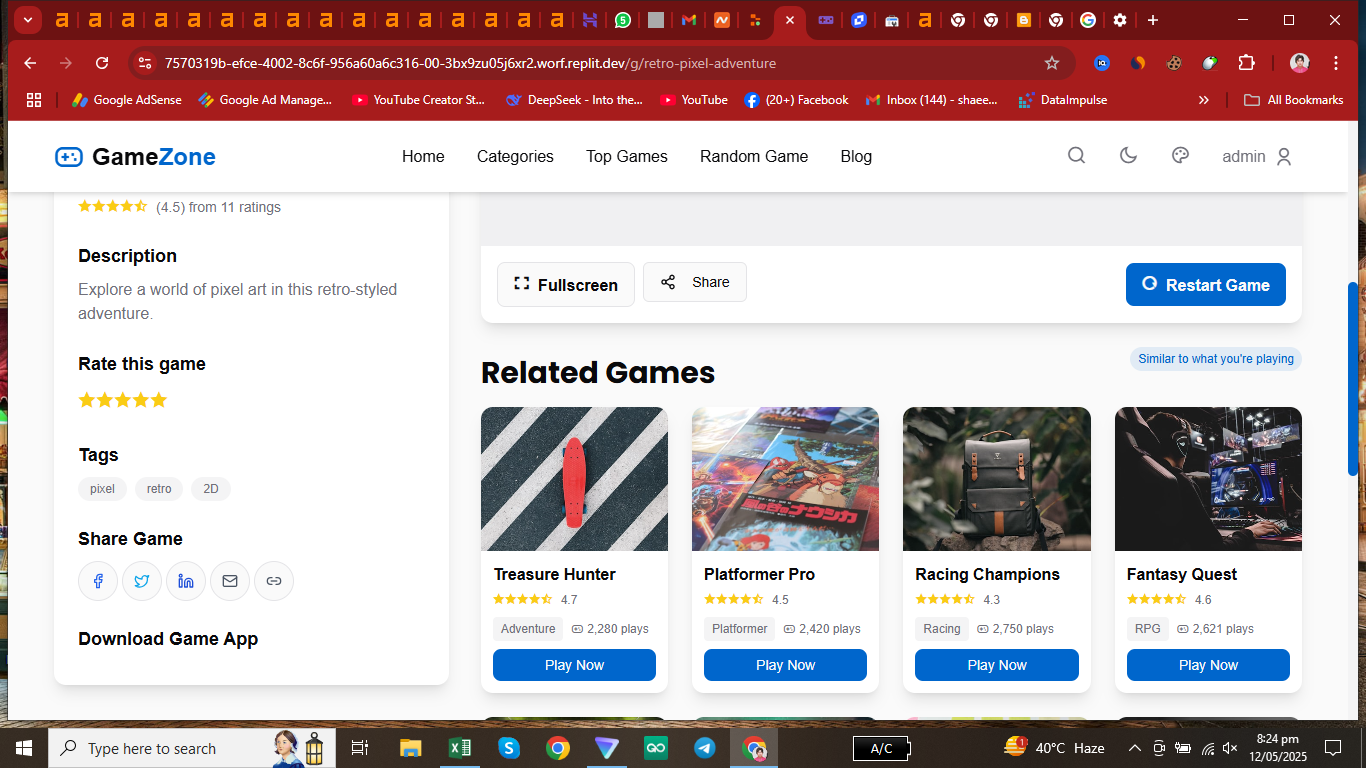 5
7570319b-efce-4002-8c6f-956a60a6c316-00-3bx9zu05j6xr2.worf.replit.dev/g/retro-pixel-adventure
Google AdSense
Google Ad Manage...
YouTube Creator St...
DeepSeek - Into the...
YouTube
(20+) Facebook
Inbox (144) - shaee...
DataImpulse
All Bookmarks
GameZone
Home
Categories
Top Games
Random Game
Blog
admin
(4.5) from 11 ratings
Description
Explore a world of pixel art in this retro-styled
adventure.
Rate this game
Tags
pixel
retro
2D
Share Game
Download Game App
Fullscreen
Share
Restart Game
Related Games
Similar to what you're playing
Treasure Hunter
4.7
Adventure
2,280 plays
Play Now
Platformer Pro
4.5
Platformer
2,420 plays
Play Now
Racing Champions
4.3
Racing
2,750 plays
Play Now
Fantasy Quest
4.6
RPG
2,621 plays
Play Now
Type here to search
A/C
1
40°C Haze
8:24 pm
12/05/2025